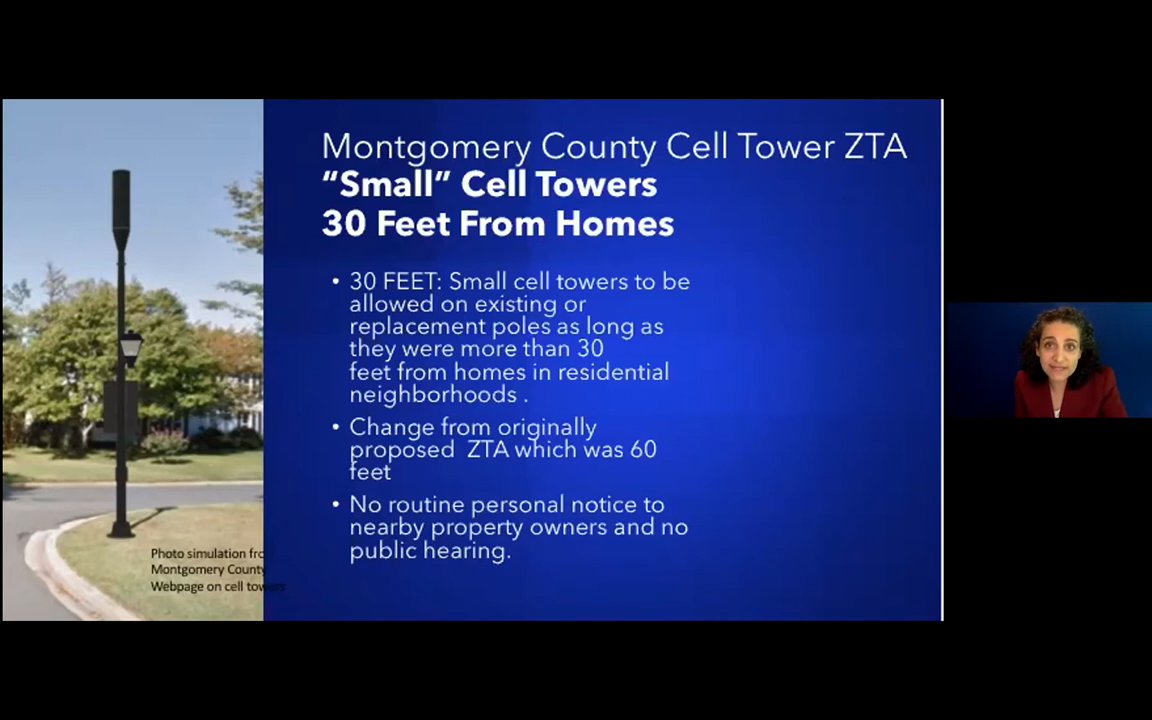 Montgomery County Cell Tower ZTA
“Small” Cell Towers
30 Feet From Homes
• 30 FEET: Small cell towers to be
allowed on existing or
replacement poles as long as
they were more than 30
feet from homes in residential
neighborhoods .
• Change from originally
proposed ZTA which was 60
feet
• No routine personal notice to
nearby property owners and no
public hearing.
Photo simulation fro
Montgomery County
Webpage on cell towers